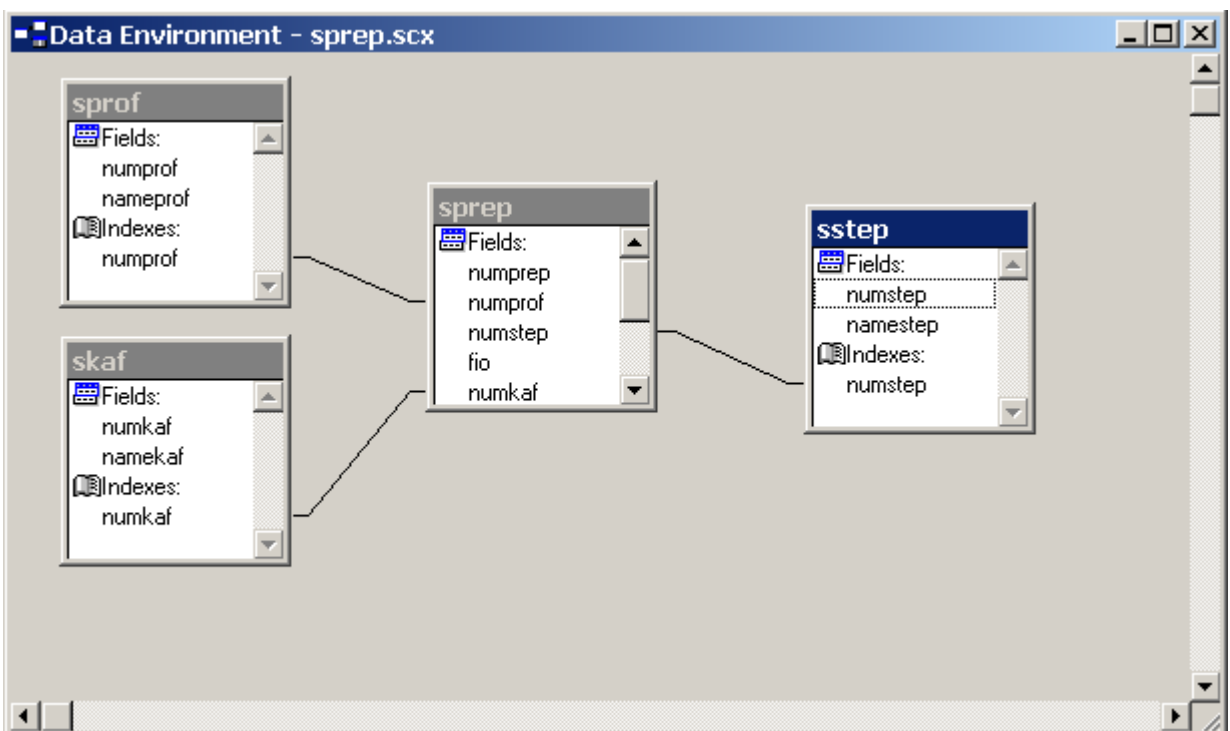 Data Environment - sprep.scx
sprof
Fields:
numprof
nameprof
Indexes:
numprof
skaf
Fields:
numkaf
namekaf
Indexes:
numkaf
sprep
Fields:
numprep
numprof
numstep
fio
numkaf
sstep
Fields:
numstep
namestep
Indexes:
numstep